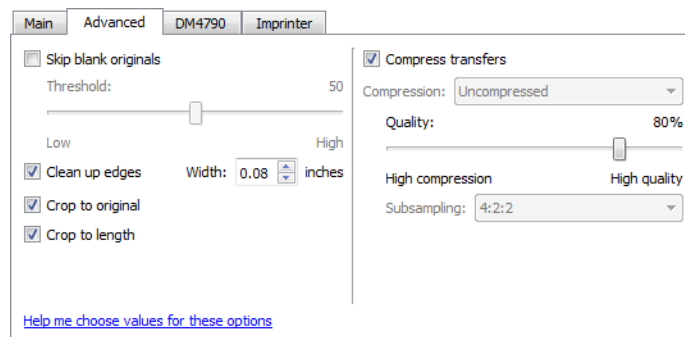 Main Advanced DM4790 Imprinter
Skip blank originals
Threshold: 50
Low High
Clean up edges Width: 0.08 inches
Crop to original
Crop to length
Help me choose values for these options
Compress transfers
Compression: Uncompressed
Quality: 80%
High compression High quality
Subsampling: 4:2:2